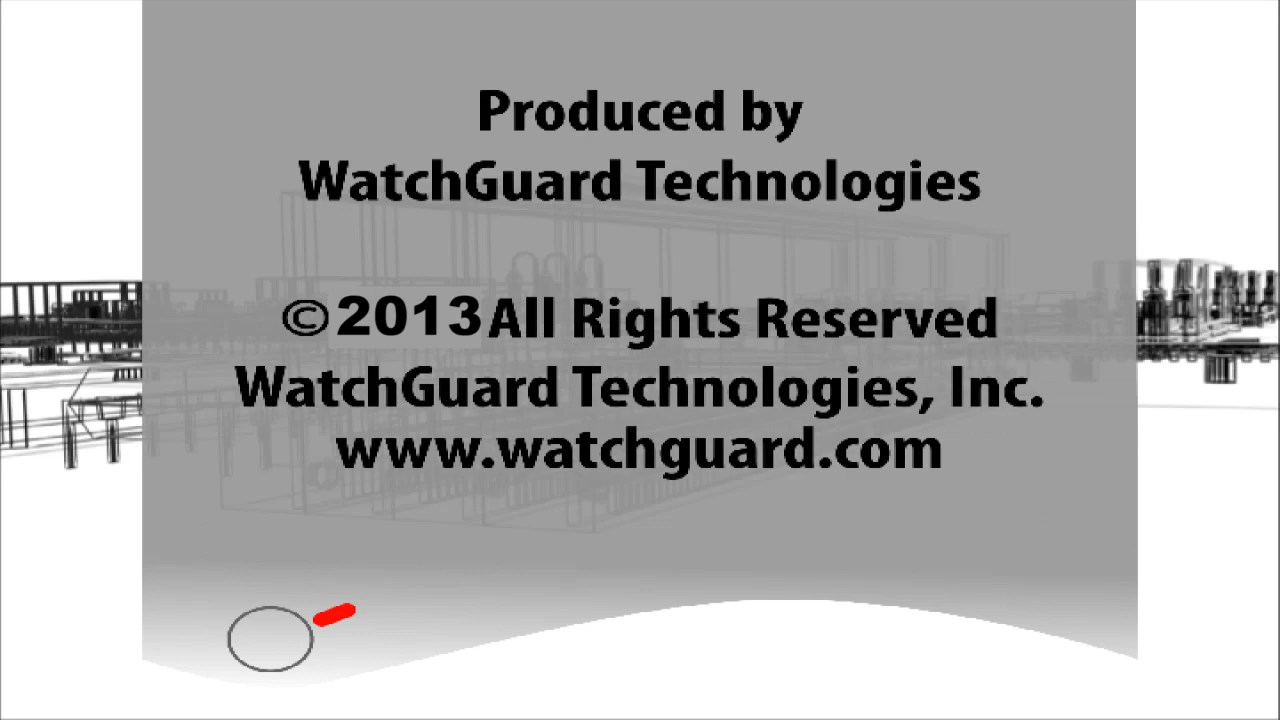 Produced by
WatchGuard Technologies
© 2013 All Rights Reserved
WatchGuard Technologies, Inc.
www.watchguard.com